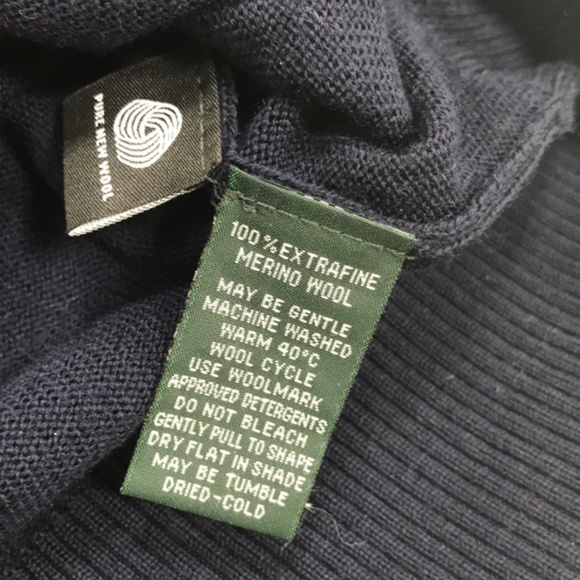 PURE NEW WOOL
100% EXTRAFINE
MERINO WOOL
MAY BE GENTLE
MACHINE WASHED
WARM 40°C
WOOL CYCLE
USE WOOLMARK
APPROVED DETERGENTS
DO NOT BLEACH
GENTLY PULL TO SHAPE
DRY FLAT IN SHADE
MAY BE TUMBLE
DRIED-COLD